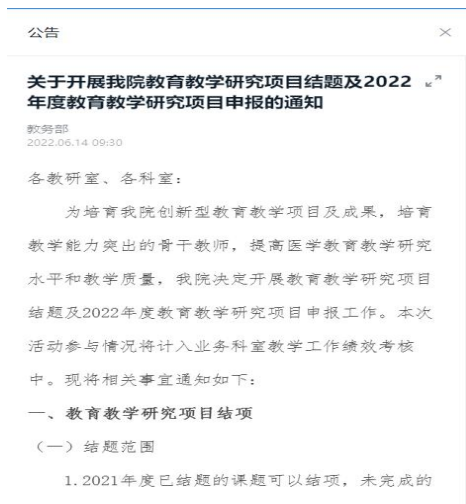 公告
关于开展我院教育教学研究项目结题及2022
年度教育教学研究项目申报的通知
教务部
2022.06.14 09:30
各教研室、各科室：
为培育我院创新型教育教学项目及成果，培育
教学能力突出的骨干教师，提高医学教育教学研究
水平和教学质量，我院决定开展教育教学研究项目
结题及2022年度教育教学研究项目申报工作。本次
活动参与情况将计入业务科室教学工作绩效考核
中。现将相关事宜通知如下：
一、教育教学研究项目结项
（一）结题范围
1.2021年度已结题的课题可以结项，未完成的